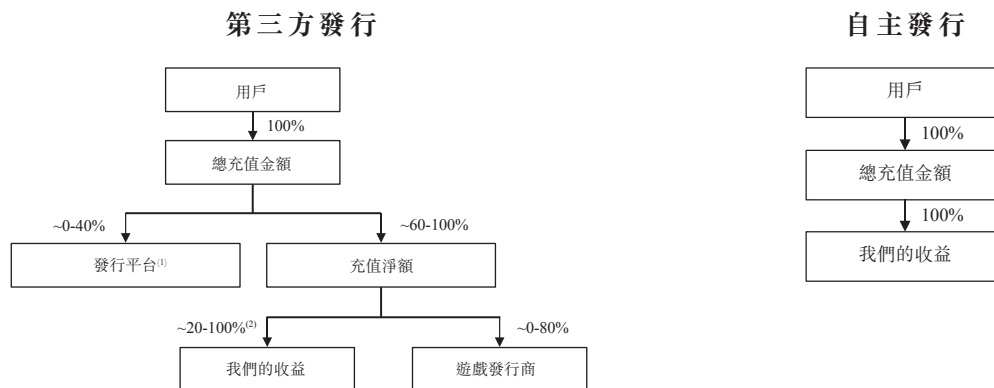 第三方發行
用戶
100%
總充值金額
~0-40%
~60-100%
發行平台(1)
充值淨額
~20-100%(2)
~0-80%
我們的收益
遊戲發行商
自主發行
用戶
100%
總充值金額
100%
我們的收益